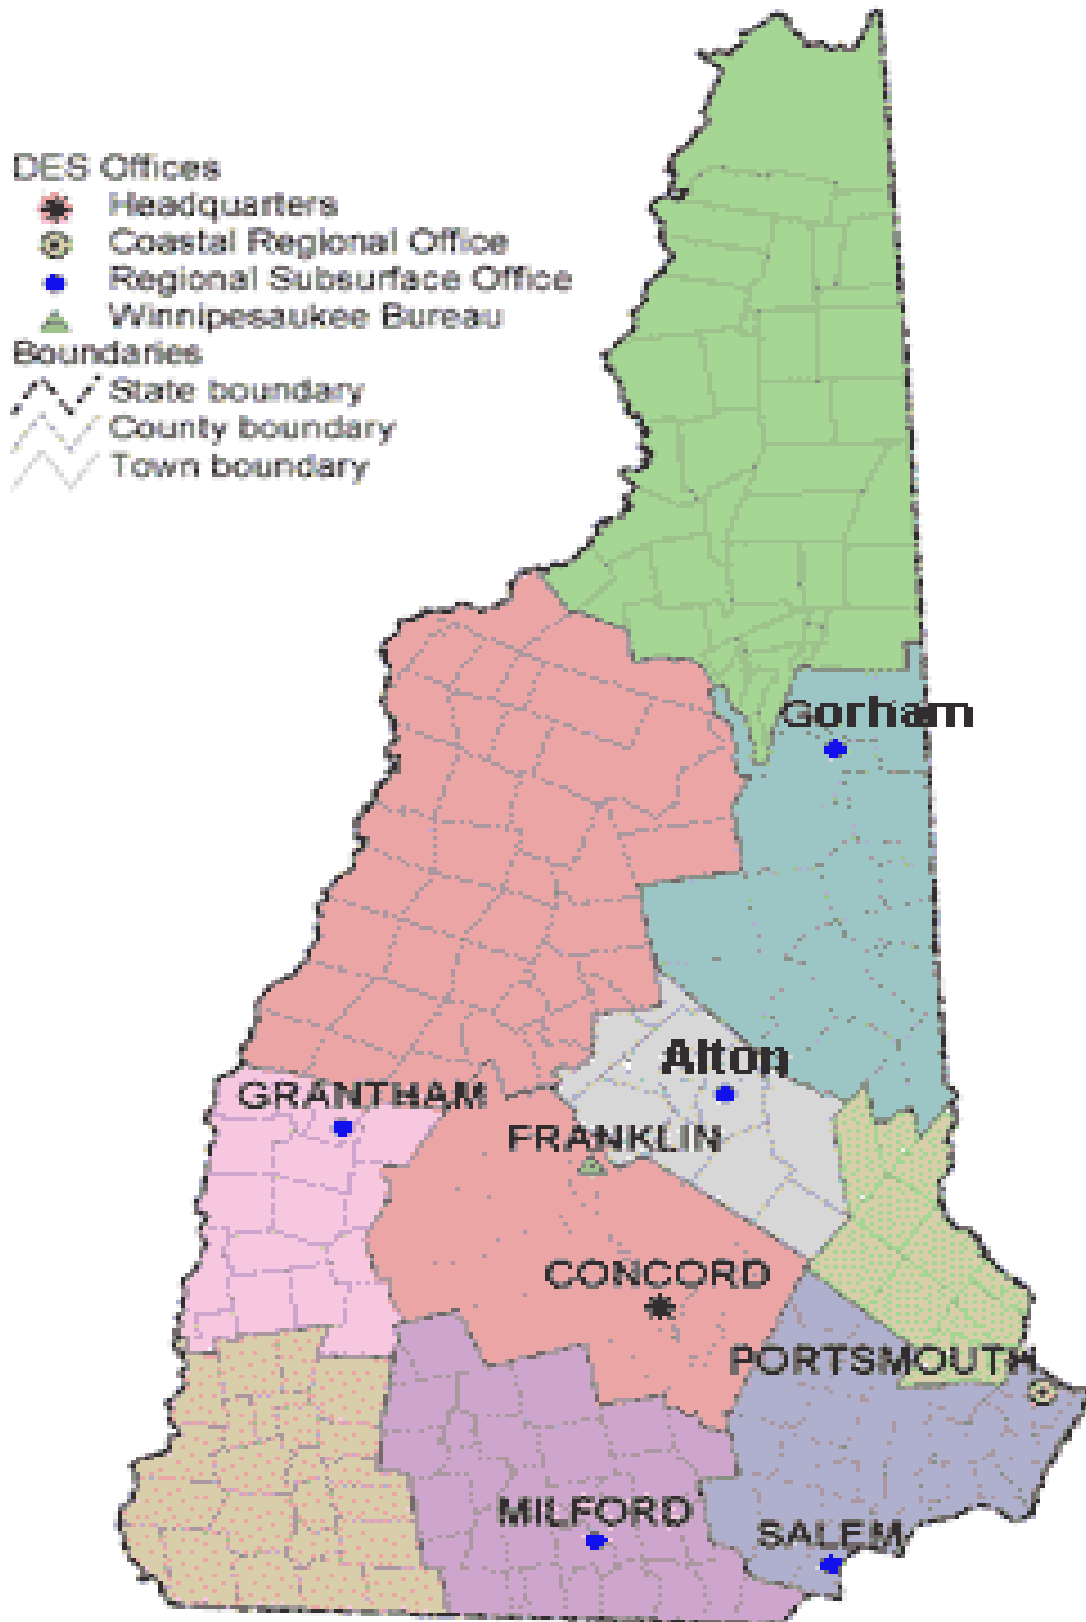 DES Offices
Headquarters
Coastal Regional Office
Regional Subsurface Office
Winnipesaukee Bureau
Boundaries
State boundary
County boundary
Town boundary
Gorham
Alton
GRANTHAM
FRANKLIN
CONCORD
PORTSMOUTH
MILFORD
SALEM